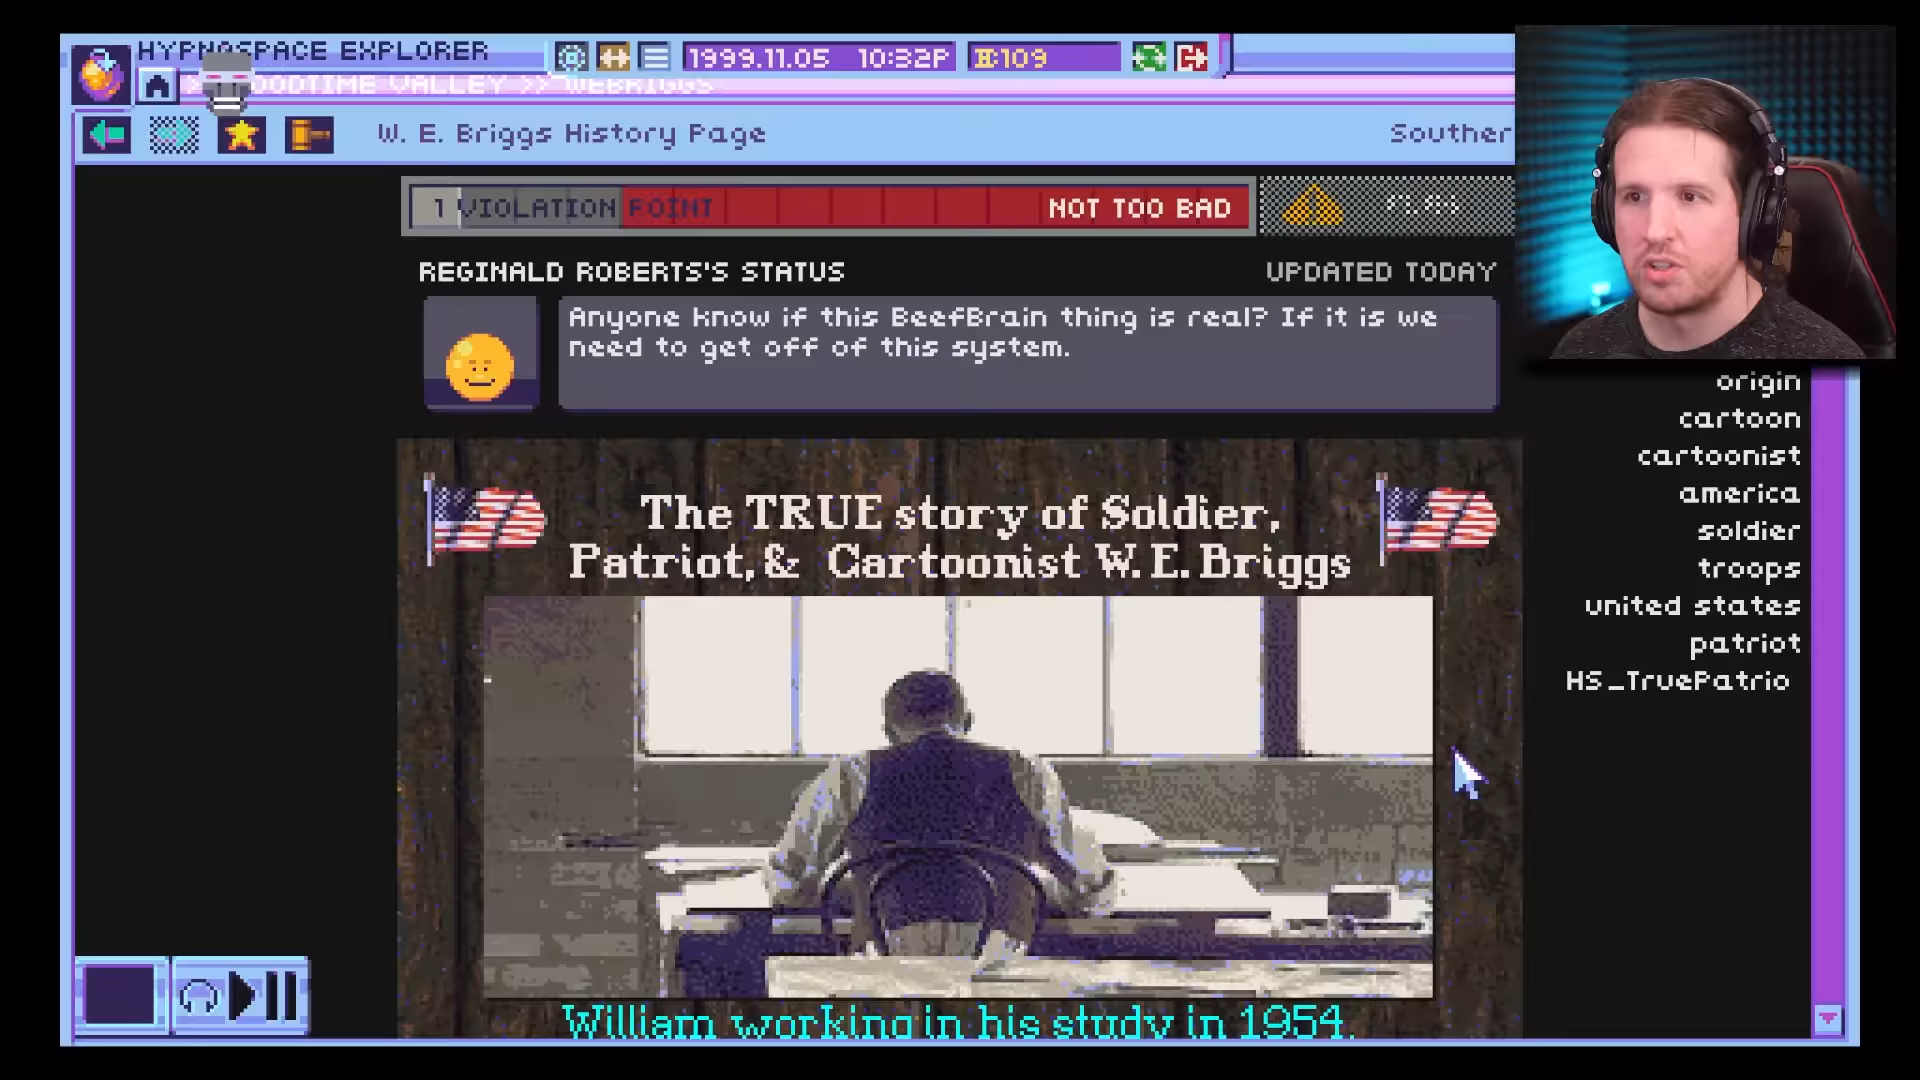 HYPNOSPACE EXPLORER
1999.11.05 10:32P
109
OODTIME VALLEY >> WEBRIGGS
W. E. Briggs History Page
Souther
1 VIOLATION POINT
NOT TOO BAD
REGINALD ROBERTS'S STATUS
UPDATED TODAY
Anyone know if this BeefBrain thing is real? If it is we
need to get off of this system.
origin
cartoon
cartoonist
america
soldier
troops
united states
patriot
HS_TruePatrio
The TRUE story of Soldier,
Patriot,& Cartoonist W.E.Briggs
William working in his study in 1954.